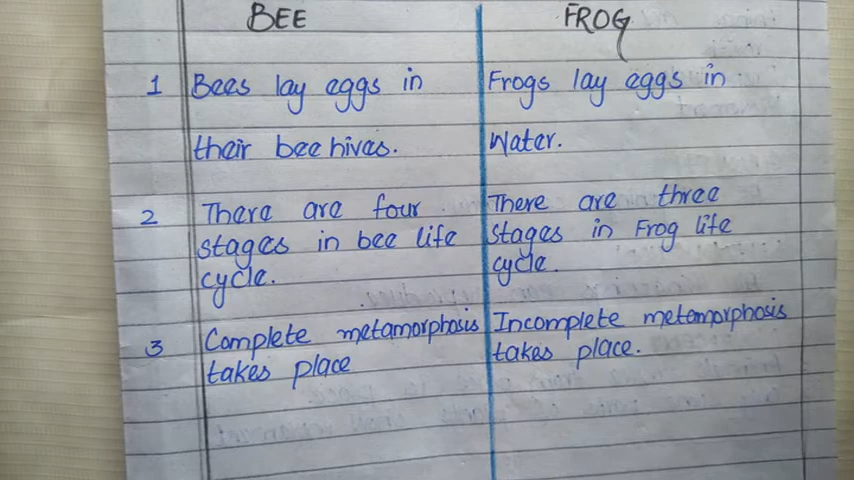 BEE FROG
1 Bees lay eggs in
their bee hives.
Frogs lay eggs in
Water.
2 There are four
stages in bee life
cycle.
There are three
stages in Frog life
cycle.
3 Complete metamorphosis
takes place
Incomplete metemorphosis
takes place.